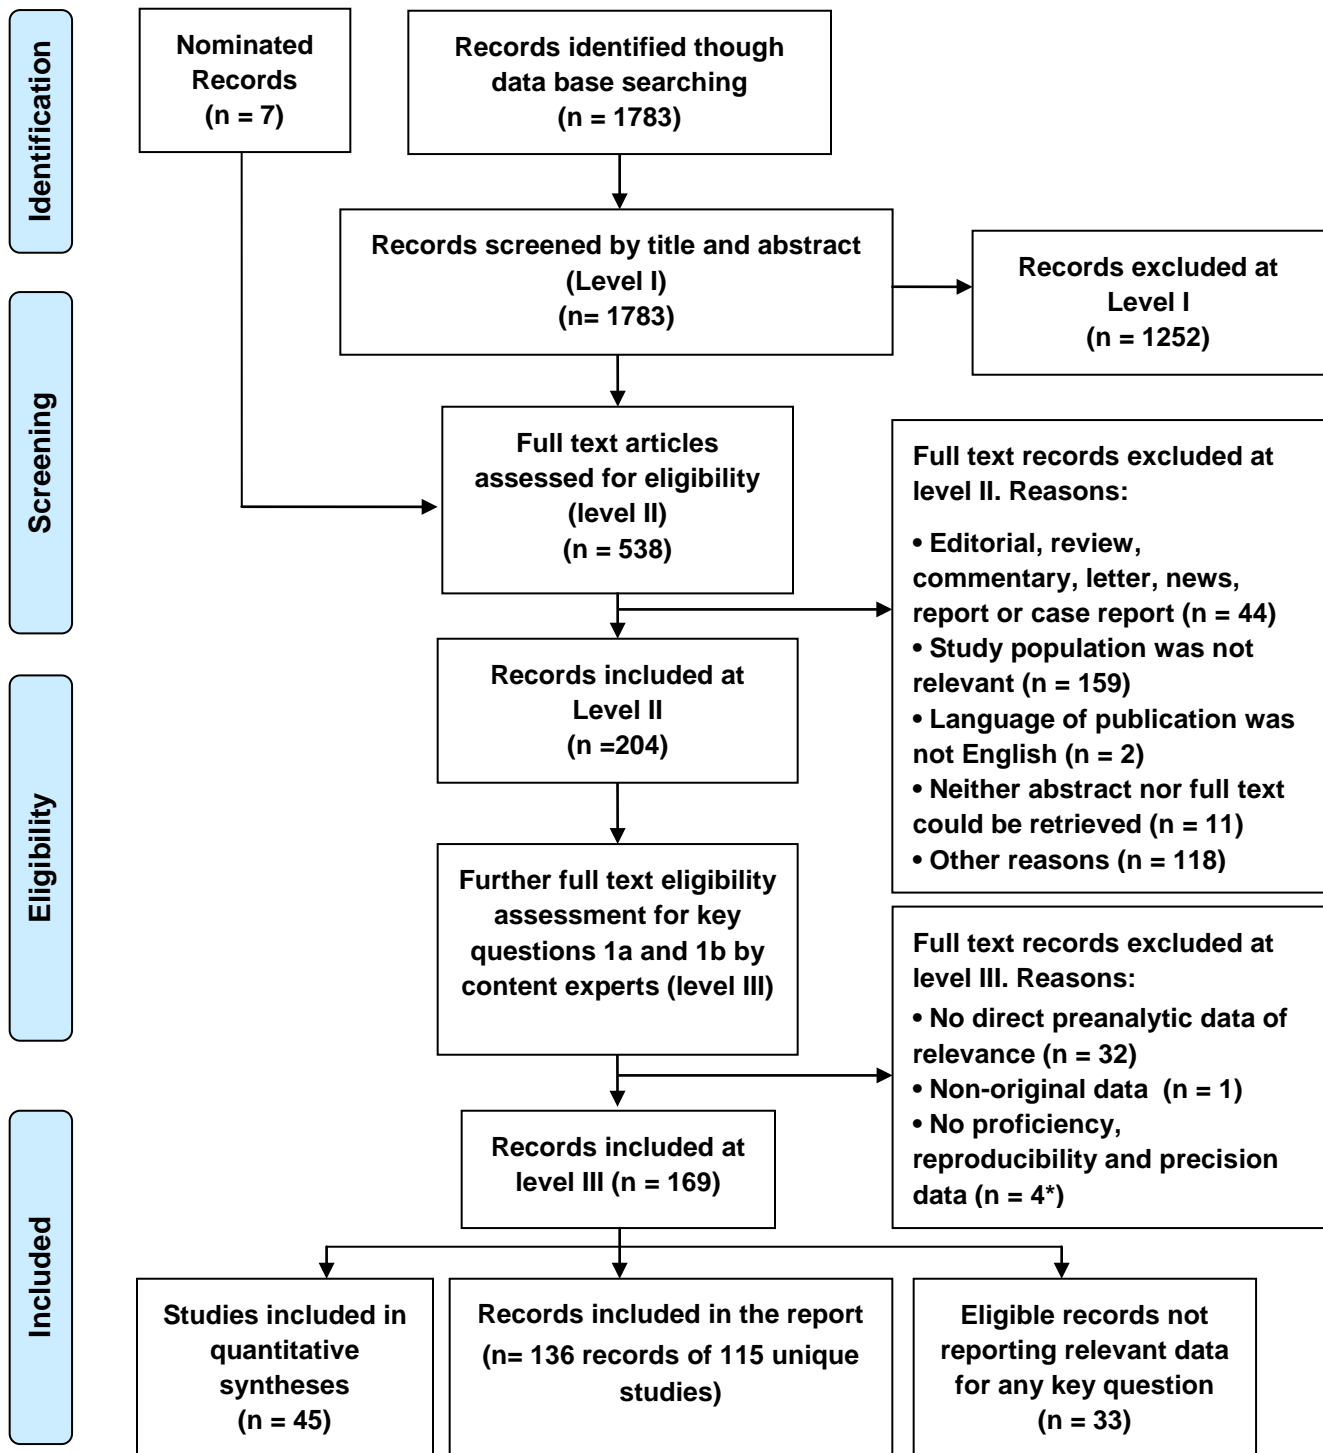 Identification
Nominated
Records
(n = 7)
Records identified though
data base searching
(n = 1783)
Records screened by title and abstract
(Level I)
(n= 1783)
Records excluded at
Level I
(n = 1252)
Screening
Full text articles
assessed for eligibility
(level II)
(n = 538)
Full text records excluded at
level II. Reasons:
• Editorial, review,
commentary, letter, news,
report or case report (n = 44)
• Study population was not
relevant (n = 159)
• Language of publication was
not English (n = 2)
• Neither abstract nor full text
could be retrieved (n = 11)
• Other reasons (n = 118)
Eligibility
Records included at
Level II
(n =204)
Further full text eligibility
assessment for key
questions 1a and 1b by
content experts (level III)
Full text records excluded at
level III. Reasons:
• No direct preanalytic data of
relevance (n = 32)
• Non-original data (n = 1)
• No proficiency,
reproducibility and precision
data (n = 4*)
Included
Records included at
level III (n = 169)
Studies included in
quantitative
syntheses
(n = 45)
Records included in the report
(n= 136 records of 115 unique
studies)
Eligible records not
reporting relevant data
for any key question
(n = 33)